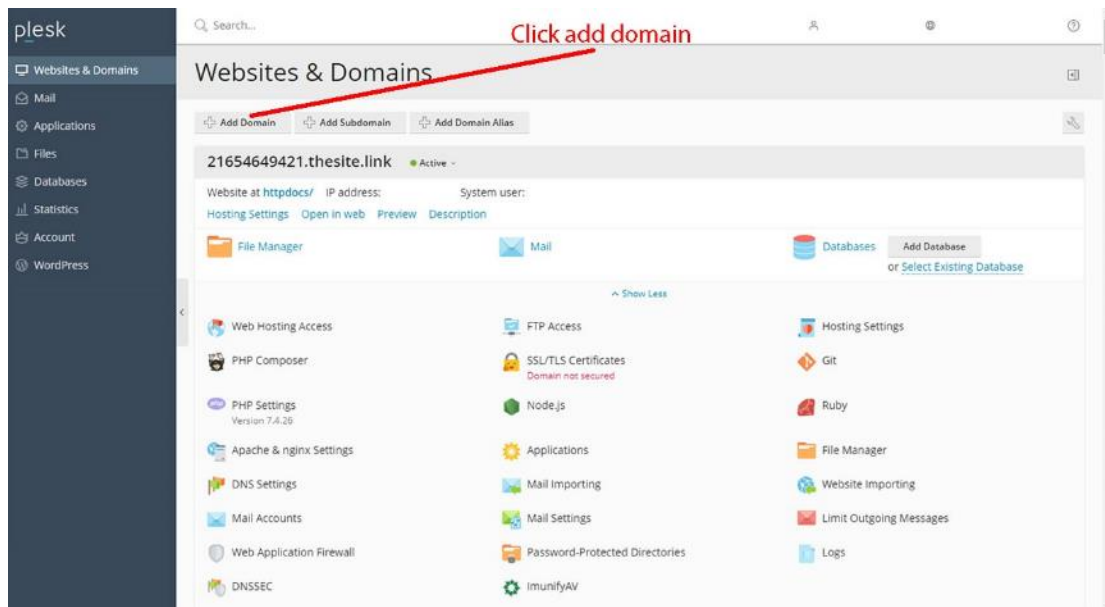 plesk
Search...
Click add domain
Websites & Domains
Mail
Applications
Files
Databases
Statistics
Account
WordPress
Websites & Domains
Add Domain
Add Subdomain
Add Domain Alias
21654649421.thesite.link Active
Website at httpdocs/ IP address: System user:
Hosting Settings Open in web Preview Description
File Manager
Mail
Databases
Add Database
or Select Existing Database
Show Less
Web Hosting Access
FTP Access
Hosting Settings
PHP Composer
SSL/TLS Certificates
Domain not secured
Git
PHP Settings
Version 7.4.26
Node.js
Ruby
Apache & nginx Settings
Applications
File Manager
DNS Settings
Mail Importing
Website Importing
Mail Accounts
Mail Settings
Limit Outgoing Messages
Web Application Firewall
Password-Protected Directories
Logs
DNSSEC
ImunifyAV